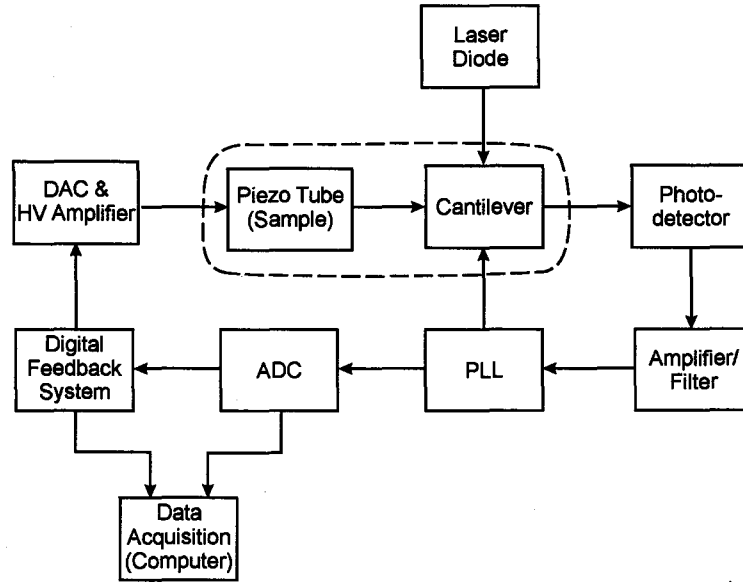 Laser
Diode
DAC &
HV Amplifier
Piezo Tube
(Sample)
Cantilever
Photo-
detector
Digital
Feedback
System
ADC
PLL
Amplifier/
Filter
Data
Acquisition
(Computer)